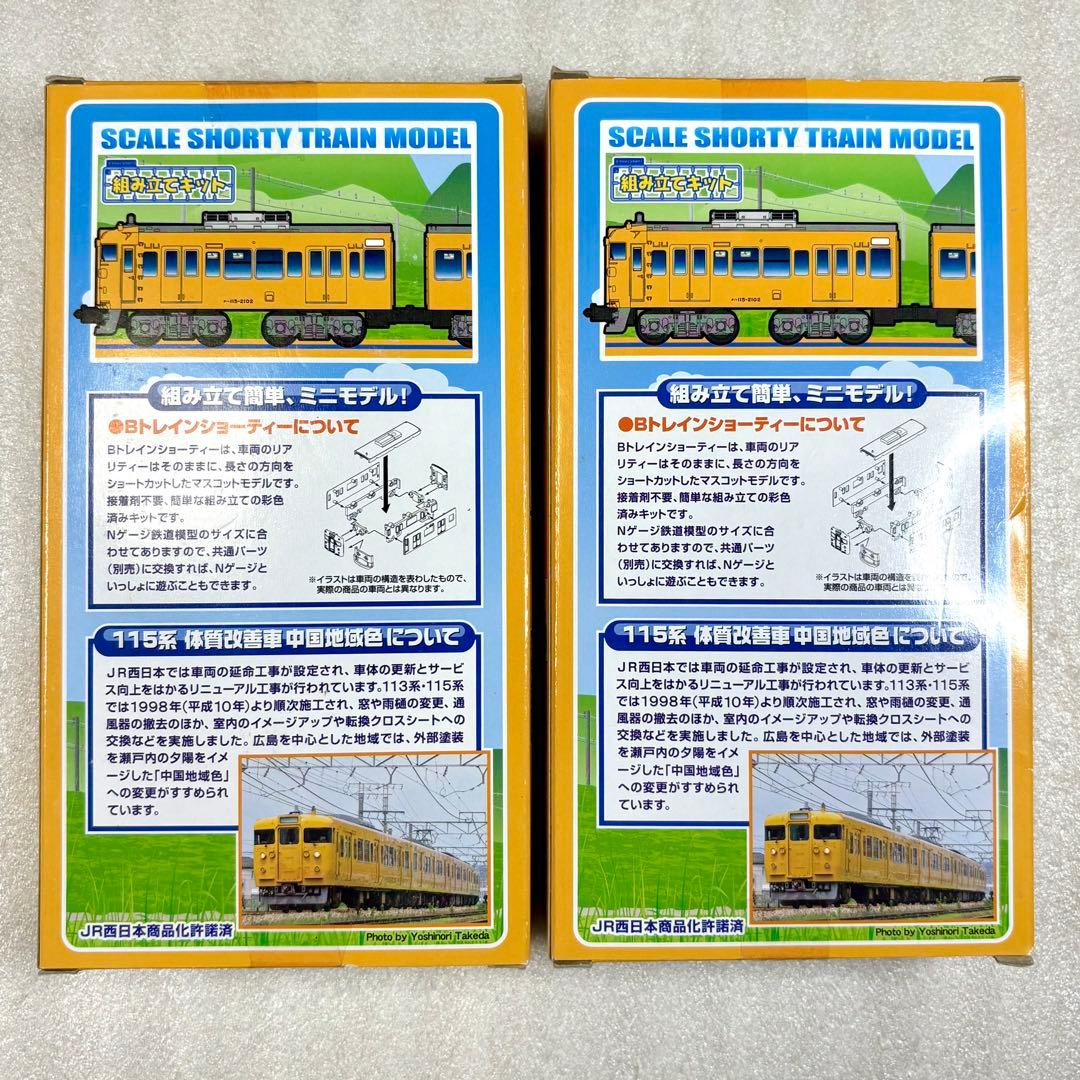 SCALE SHORTY TRAIN MODEL
組み立てキット
クハ115-2102
組み立て簡単、ミニモデル!
●Bトレインショーティーについて
Bトレインショーティーは、車両のリア
リティーはそのままに、長さの方向を
ショートカットしたマスコットモデルです。
接着剤不要、簡単な組み立ての彩色
済みキットです。
Nゲージ鉄道模型のサイズに合
わせてありますので、共通パーツ
(別売)に交換すれば、Nゲージと
いっしょに遊ぶこともできます。
※イラストは車両の構造を表わしたもので、
実際の商品の車両とは異なります。
115系 体質改善車 中国地域色 について
JR西日本では車両の延命工事が設定され、車体の更新とサービ
ス向上をはかるリニューアル工事が行われています。113系・115系
では1998年(平成10年)より順次施工され、窓や雨樋の変更、通
風器の撤去のほか、室内のイメージアップや転換クロスシートへの
交換などを実施しました。広島を中心とした地域では、外部塗装
を瀬戸内の夕陽をイメ
ージした「中国地域色」
への変更がすすめられ
ています。
JR西日本商品化許諾済
Photo by Yoshinori Takeda
SCALE SHORTY TRAIN MODEL
組み立てキット
クハ115-2102
組み立て簡単、ミニモデル!
●Bトレインショーティーについて
Bトレインショーティーは、車両のリア
リティーはそのままに、長さの方向を
ショートカットしたマスコットモデルです。
接着剤不要、簡単な組み立ての彩色
済みキットです。
Nゲージ鉄道模型のサイズに合
わせてありますので、共通パーツ
(別売)に交換すれば、Nゲージと
いっしょに遊ぶこともできます。
※イラストは車両の構造を表わしたもので、
実際の商品の車両とは異なります。
115系 体質改善車 中国地域色 について
JR西日本では車両の延命工事が設定され、車体の更新とサービ
ス向上をはかるリニューアル工事が行われています。113系・115系
では1998年(平成10年)より順次施工され、窓や雨樋の変更、通
風器の撤去のほか、室内のイメージアップや転換クロスシートへの
交換などを実施しました。広島を中心とした地域では、外部塗装
を瀬戸内の夕陽をイメ
ージした「中国地域色」
への変更がすすめられ
ています。
JR西日本商品化許諾済
Photo by Yoshinori Takeda